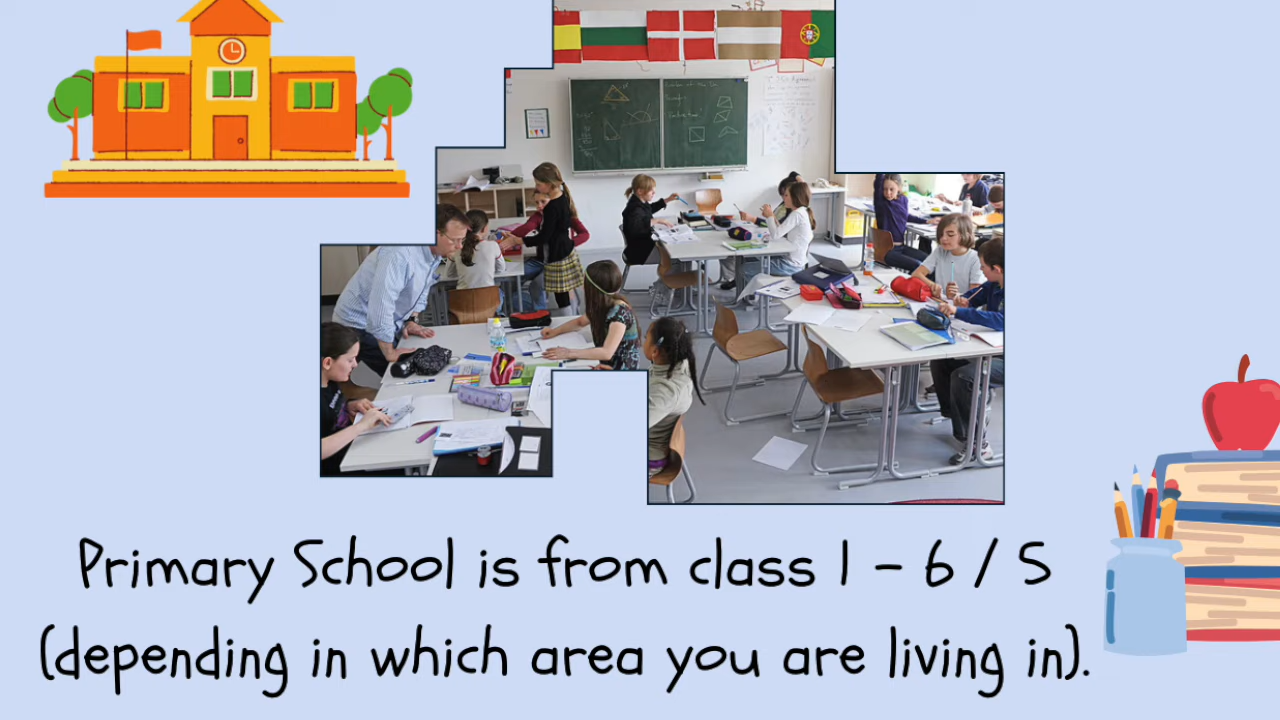 Primary School is from class 1 - 6 / 5
(depending in which area you are living in).